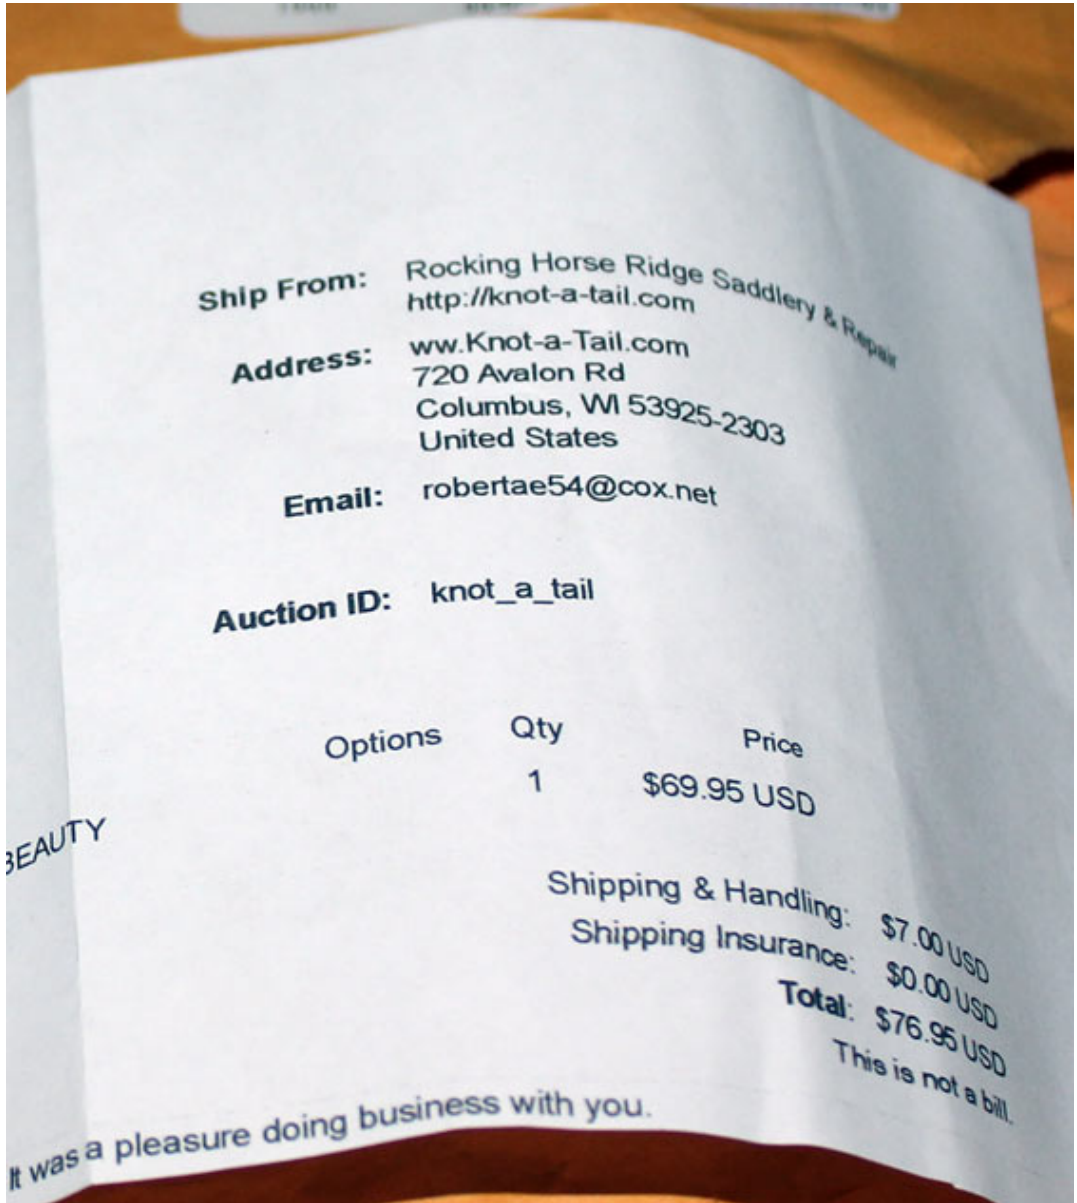 Ship From: Rocking Horse Ridge Saddlery & Repair
http://knot-a-tail.com
Address: ww.Knot-a-Tail.com
720 Avalon Rd
Columbus, WI 53925-2303
United States
Email: robertae54@cox.net
Auction ID: knot_a_tail
Options Qty Price
1 $69.95 USD
BEAUTY
Shipping & Handling: $7.00 USD
Shipping Insurance: $0.00 USD
Total: $76.95 USD
This is not a bill.
It was a pleasure doing business with you.